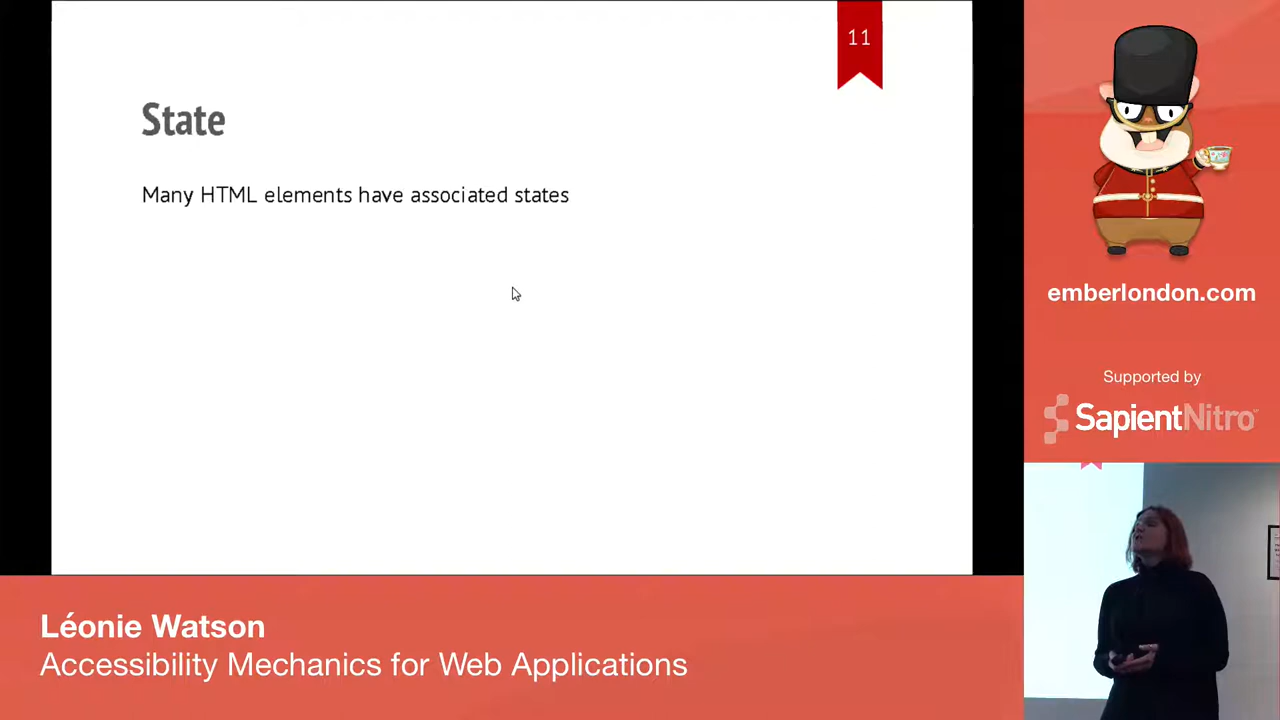 11
State
Many HTML elements have associated states
emberlondon.com
Supported by
SapientNitro
Léonie Watson
Accessibility Mechanics for Web Applications